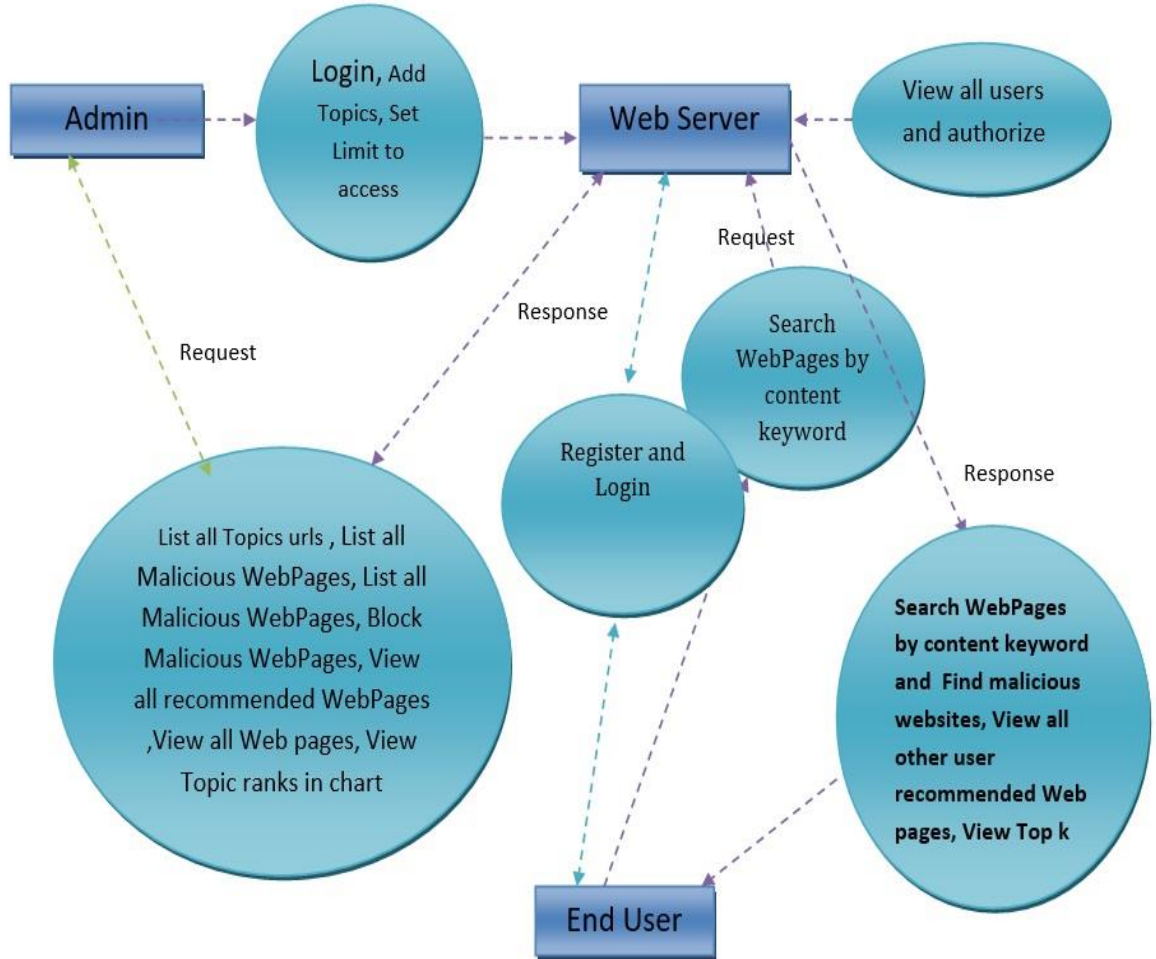 Admin
Login, Add
Topics, Set
Limit to
access
Web Server
View all users
and authorize
Request
Response
Request
Search
WebPages by
content
keyword
Register and
Login
Response
List all Topics urls , List all
Malicious WebPages, List all
Malicious WebPages, Block
Malicious WebPages, View
all recommended WebPages
,View all Web pages, View
Topic ranks in chart
Search WebPages
by content keyword
and Find malicious
websites, View all
other user
recommended Web
pages, View Top k
End User